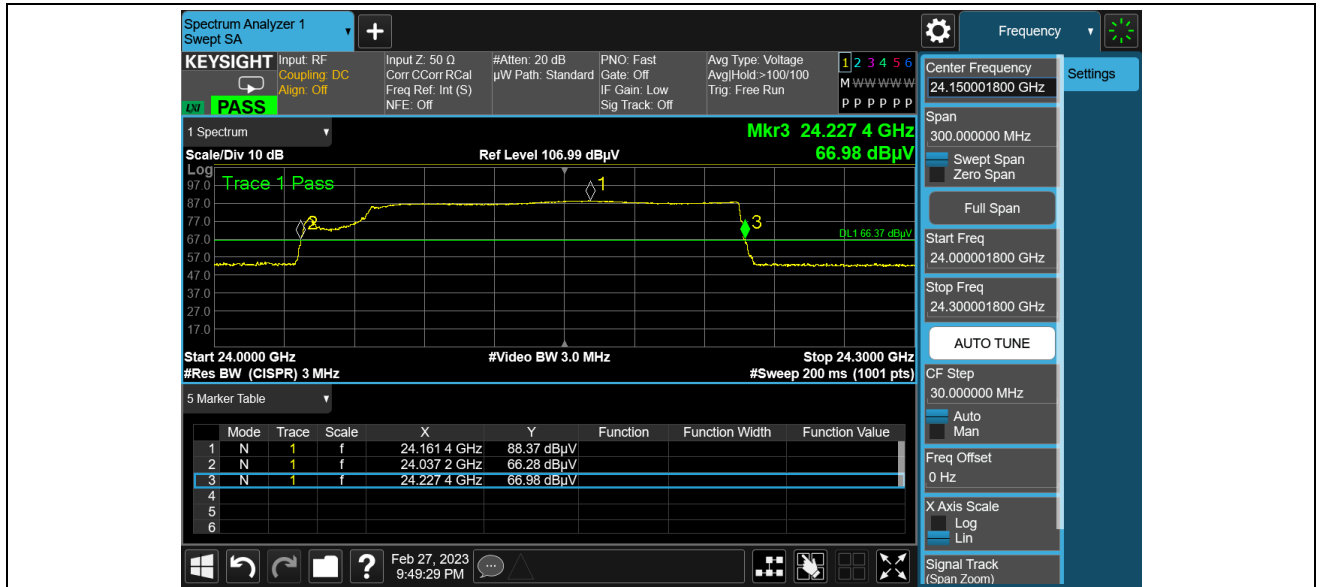 Spectrum Analyzer 1
Swept SA
+
Frequency
KEYSIGHT
LXI PASS
Input: RF
Coupling: DC
Align: Off
Input Z: 50 Ω
Corr CCorr RCal
Freq Ref: Int (S)
NFE: Off
#Atten: 20 dB
µW Path: Standard
PNO: Fast
Gate: Off
IF Gain: Low
Sig Track: Off
Avg Type: Voltage
Avg|Hold:>100/100
Trig: Free Run
1 2 3 4 5 6
M W W W W W
P P P P P P
1 Spectrum
Mkr3 24.227 4 GHz
Scale/Div 10 dB
Ref Level 106.99 dBµV
66.98 dBµV
Log
Trace 1 Pass
97.0
87.0
77.0
67.0
57.0
47.0
37.0
27.0
17.0
1
2
3
DL1 66.37 dBµV
Start 24.0000 GHz
#Video BW 3.0 MHz
Stop 24.3000 GHz
#Res BW (CISPR) 3 MHz
#Sweep 200 ms (1001 pts)
5 Marker Table
Mode Trace Scale X Y Function Function Width Function Value
1 N 1 f 24.161 4 GHz 88.37 dBµV
2 N 1 f 24.037 2 GHz 66.28 dBµV
3 N 1 f 24.227 4 GHz 66.98 dBµV
4
5
6
?
Feb 27, 2023
9:49:29 PM
Center Frequency
24.150001800 GHz
Settings
Span
300.000000 MHz
Swept Span
Zero Span
Full Span
Start Freq
24.000001800 GHz
Stop Freq
24.300001800 GHz
AUTO TUNE
CF Step
30.000000 MHz
Auto
Man
Freq Offset
0 Hz
X Axis Scale
Log
Lin
Signal Track
(Span Zoom)